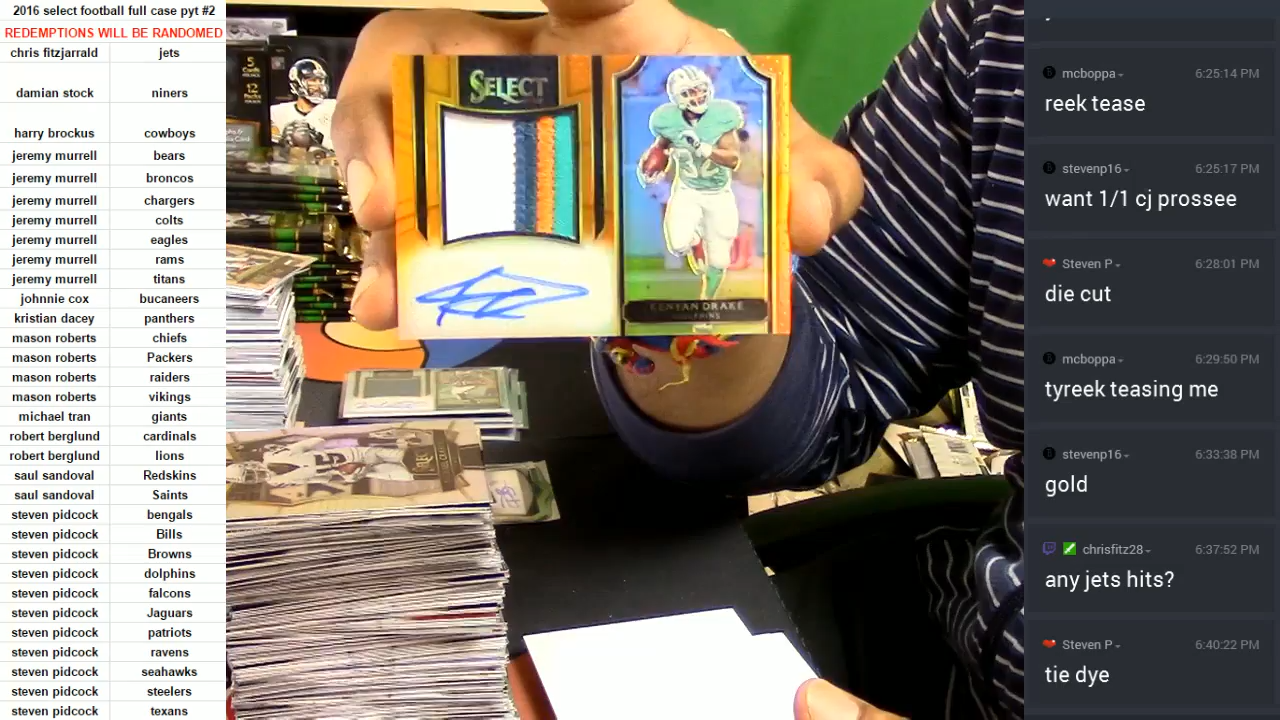 2016 select football full case pyt #2
REDEMPTIONS WILL BE RANDOMED
chris fitzjarrald jets
damian stock niners
harry brockus cowboys
jeremy murrell bears
jeremy murrell broncos
jeremy murrell chargers
jeremy murrell colts
jeremy murrell eagles
jeremy murrell rams
jeremy murrell titans
johnnie cox bucaneers
kristian dacey panthers
mason roberts chiefs
mason roberts Packers
mason roberts raiders
mason roberts vikings
michael tran giants
robert berglund cardinals
robert berglund lions
saul sandoval Redskins
saul sandoval Saints
steven pidcock bengals
steven pidcock Bills
steven pidcock Browns
steven pidcock dolphins
steven pidcock falcons
steven pidcock Jaguars
steven pidcock patriots
steven pidcock ravens
steven pidcock seahawks
steven pidcock steelers
steven pidcock texans
5
12
SELECT
32
KENYAN DRAKE
DOLPHINS
mcboppa 6:25:14 PM
reek tease
stevenp16 6:25:17 PM
want 1/1 cj prossee
Steven P 6:28:01 PM
die cut
mcboppa 6:29:50 PM
tyreek teasing me
stevenp16 6:33:38 PM
gold
chrisfitz28 6:37:52 PM
any jets hits?
Steven P 6:40:22 PM
tie dye